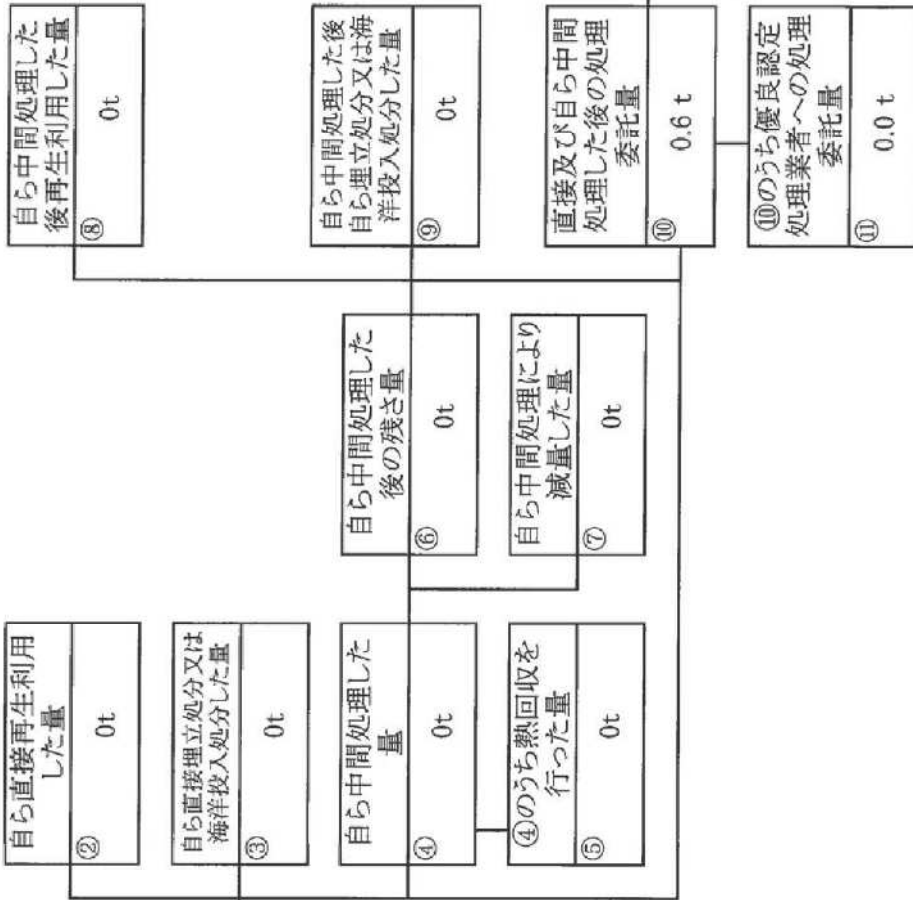 自ら直接再生利用
した量
②
0t
自ら直接埋立処分又は
海洋投入処分した量
③
0t
自ら中間処理した
量
④
0t
④のうち熱回収を
行った量
⑤
0t
自ら中間処理した
後の残さ量
⑥
0t
自ら中間処理により
減量した量
⑦
0t
自ら中間処理した
後再生利用した量
⑧
0t
自ら中間処理した後
自ら埋立処分又は海
洋投入処分した量
⑨
0t
直接及び自ら中間
処理した後の処理
委託量
⑩
0.6 t
⑩のうち優良認定
処理業者への処理
委託量
⑪
0.0 t